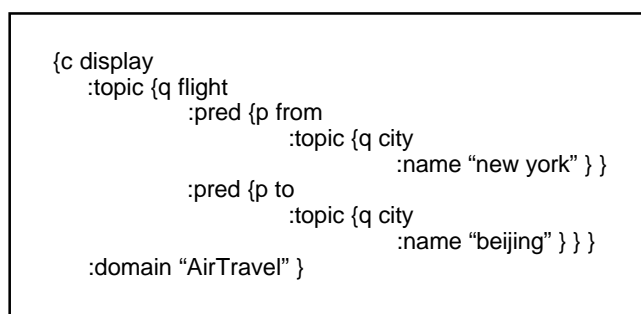 {c display
:topic {q flight
:pred {p from
:topic {q city
:name “new york” } }
:pred {p to
:topic {q city
:name “beijing” } } }
:domain “AirTravel” }